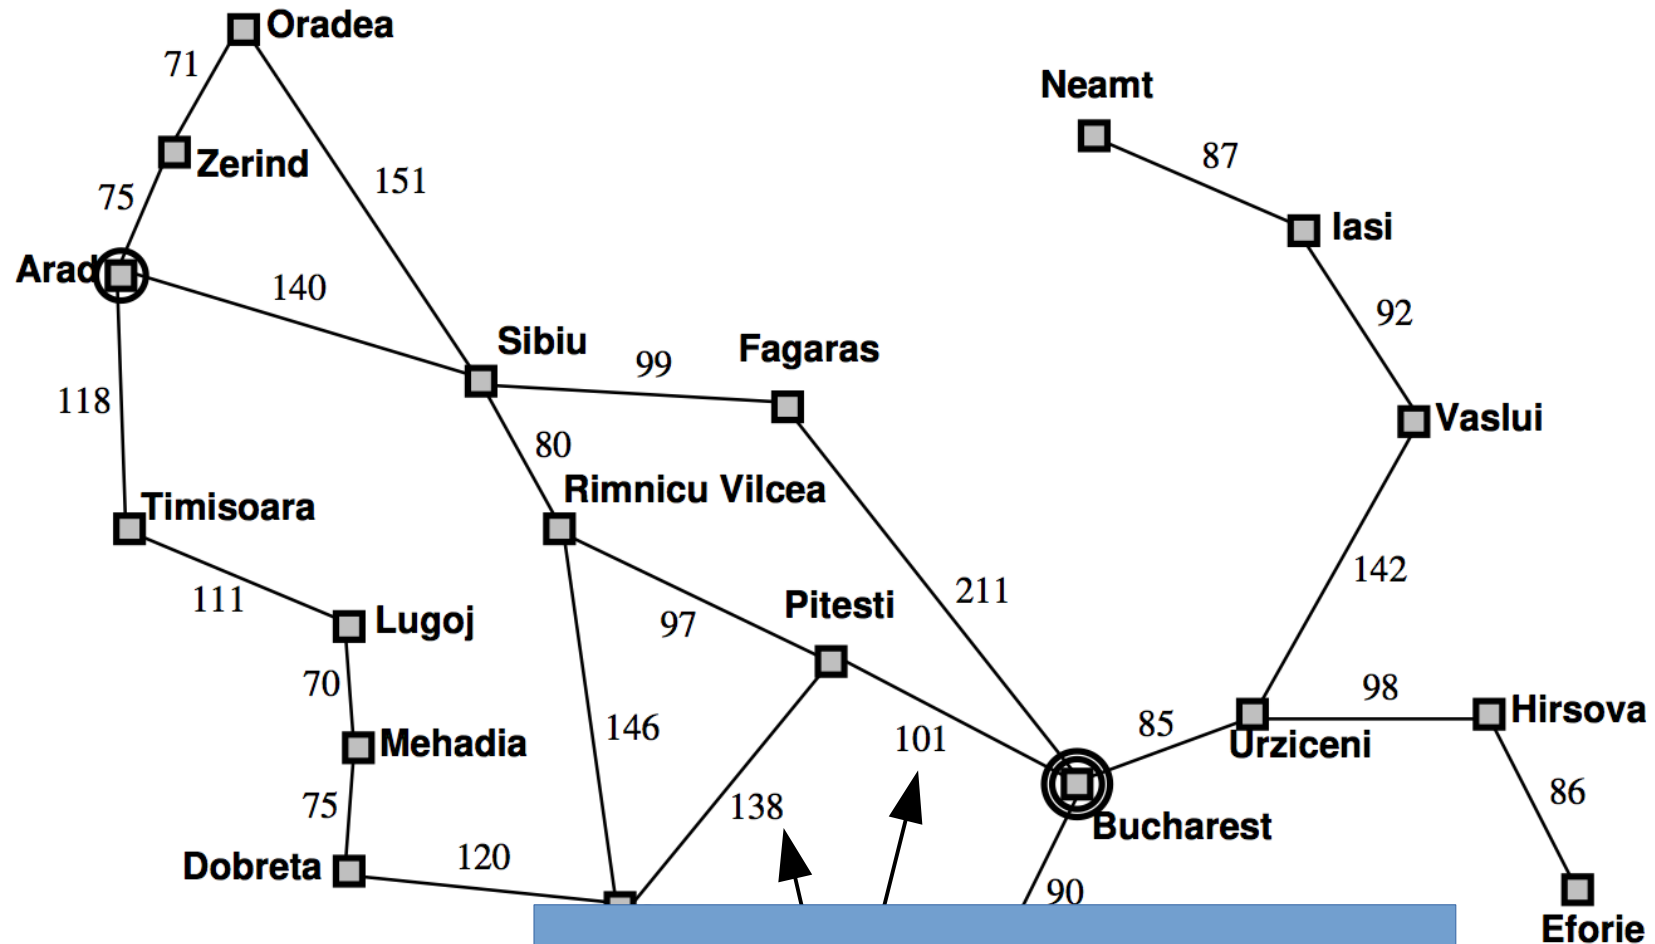 Oradea
71
Neamt
87
Zerind
151
75
Iasi
Arad
140
92
Sibiu
99
Fagaras
118
Vaslui
80
Rimnicu Vilcea
Timisoara
142
211
111
Pitesti
Lugoj
97
70
98
Hirsova
146
85
101
Urziceni
Mehadia
86
75
138
Bucharest
120
Dobreta
90
Eforie